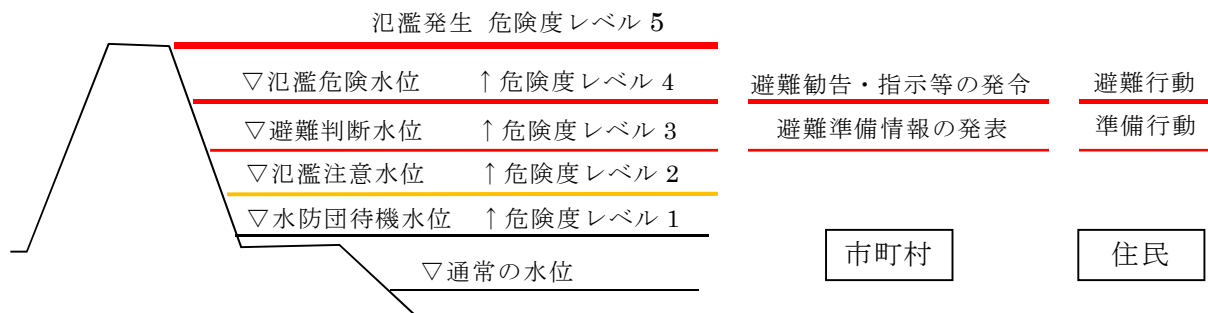 氾濫発生 危険度レベル 5
▽氾濫危険水位 ↑危険度レベル 4 避難勧告・指示等の発令 避難行動
▽避難判断水位 ↑危険度レベル 3 避難準備情報の発表 準備行動
▽氾濫注意水位 ↑危険度レベル 2
▽水防団待機水位 ↑危険度レベル 1
市町村 住民
▽通常の水位